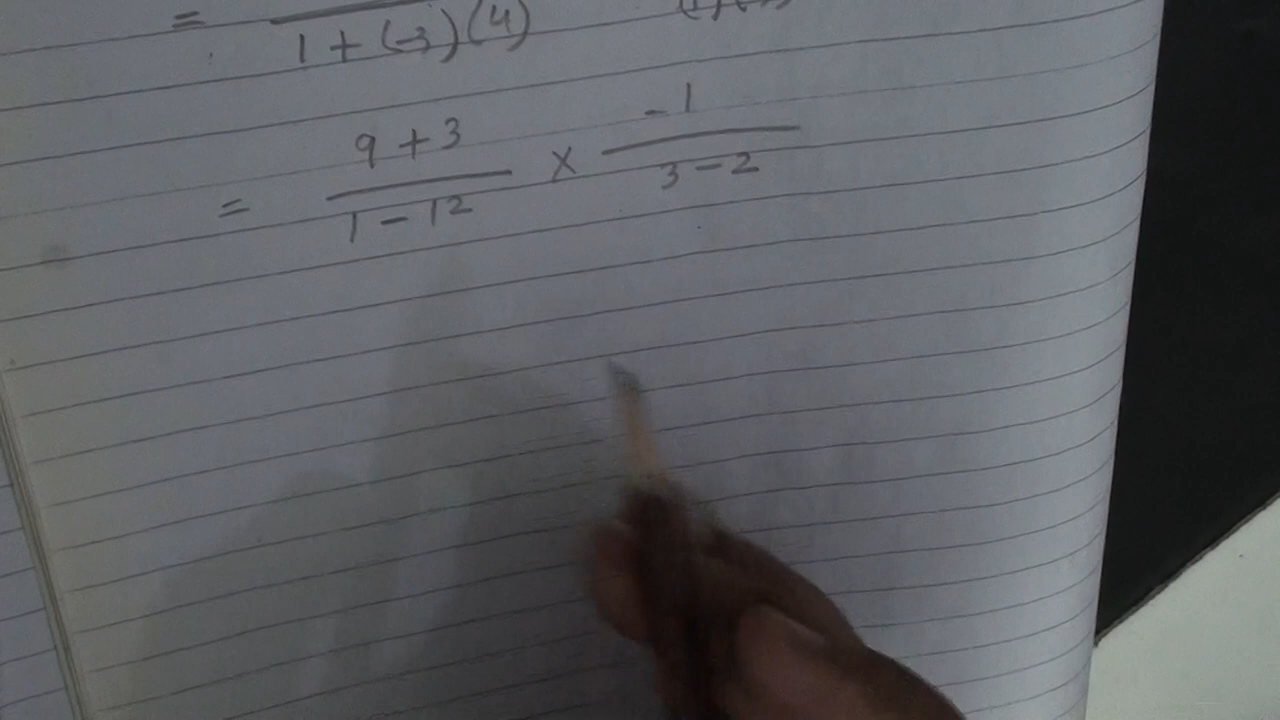 =
1 + (-3)(4)
9 + 3 × -1
= 1 - 12 3 - 2